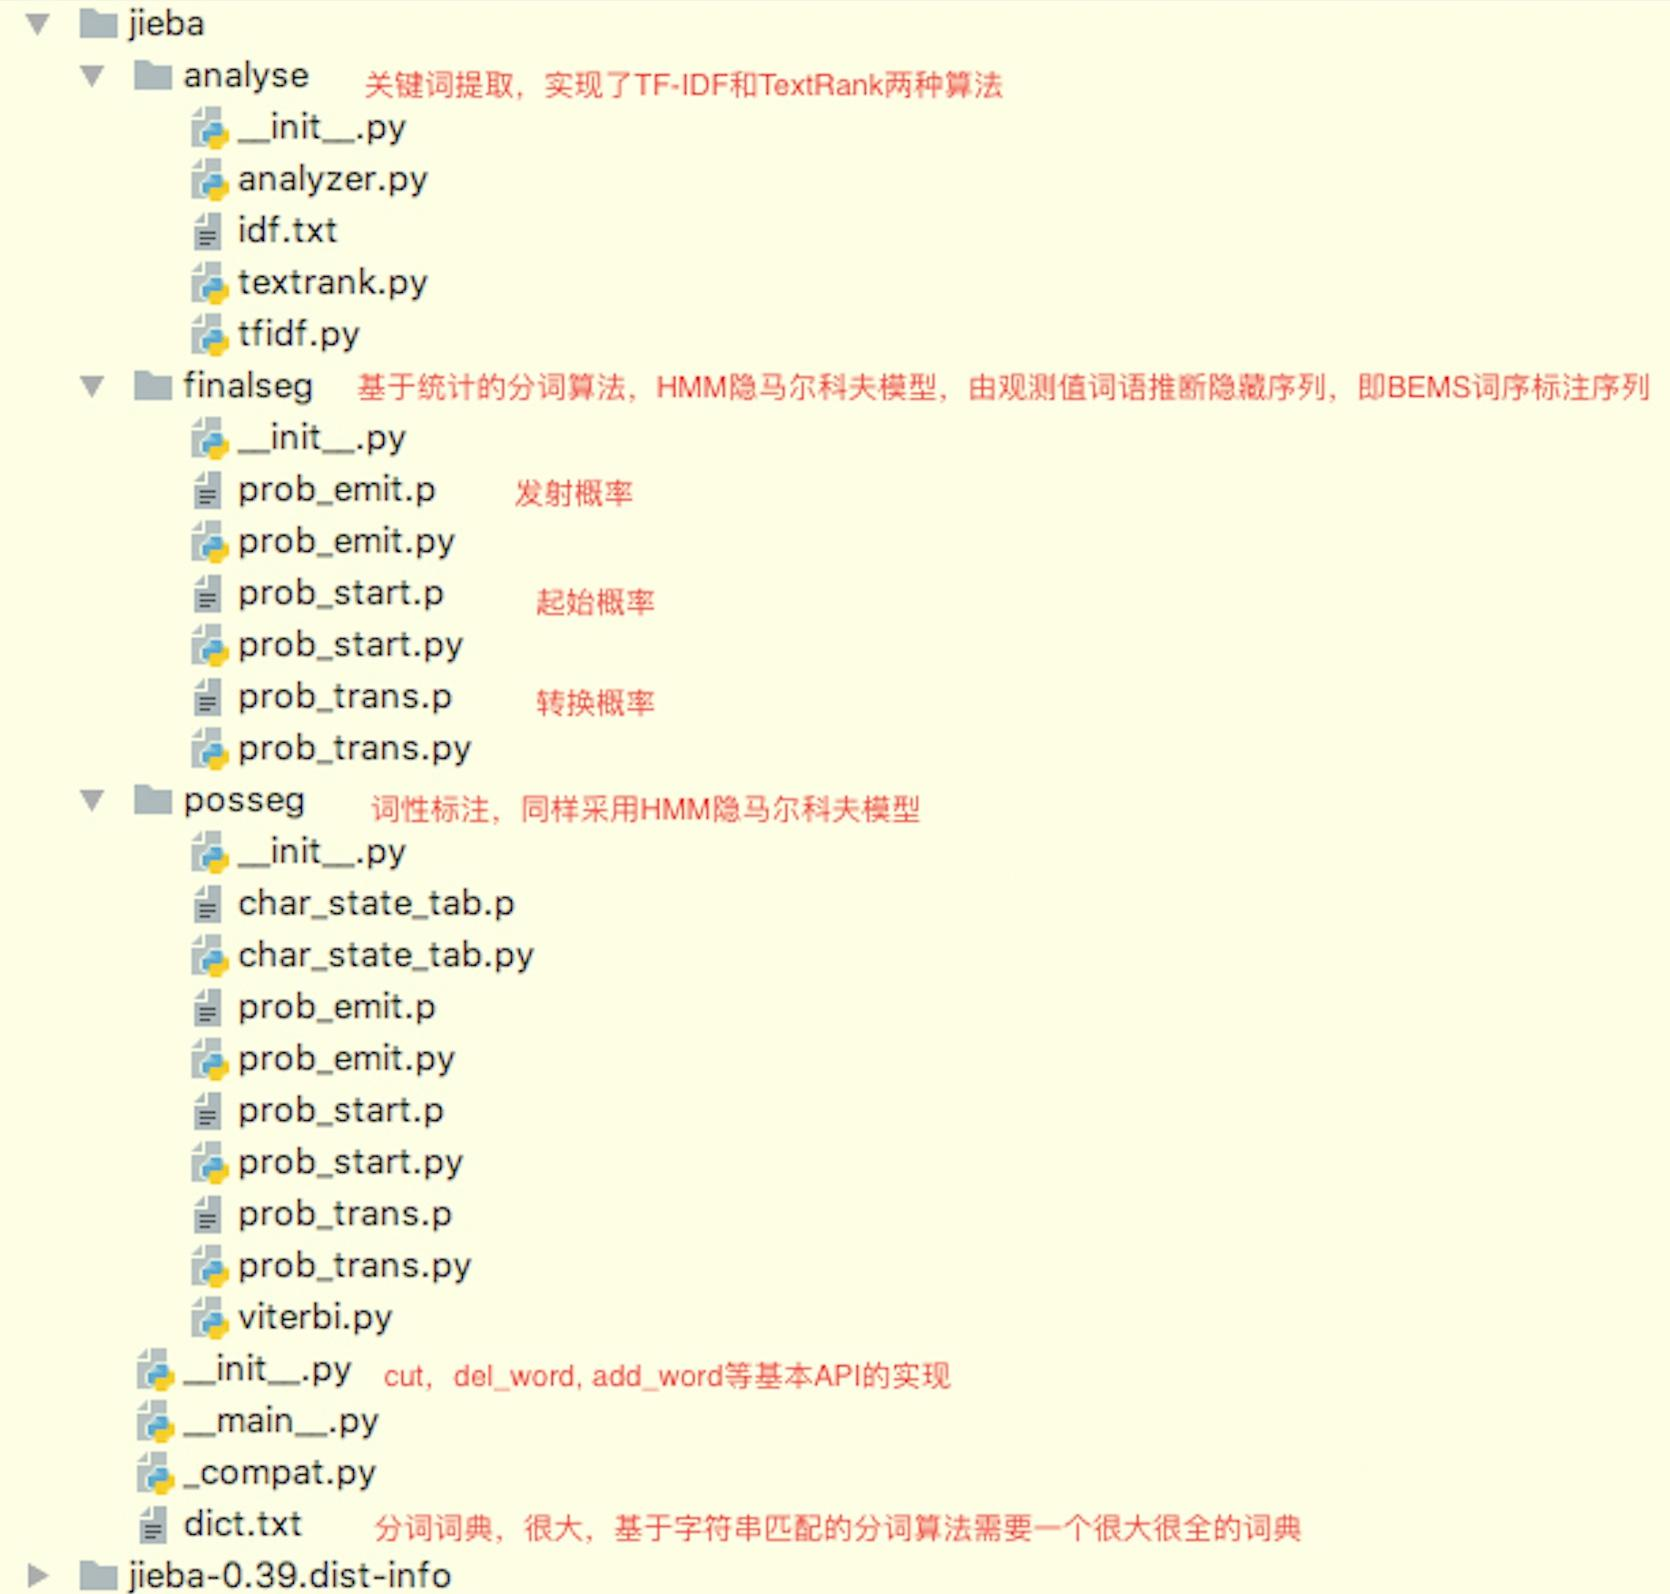 jieba
analyse 关键词提取，实现了TF-IDF和TextRank两种算法
__init__.py
analyzer.py
idf.txt
textrank.py
tfidf.py
finalseg 基于统计的分词算法，HMM隐马尔科夫模型，由观测值词语推断隐藏序列，即BEMS词序标注序列
__init__.py
prob_emit.p 发射概率
prob_emit.py
prob_start.p 起始概率
prob_start.py
prob_trans.p 转换概率
prob_trans.py
posseg 词性标注，同样采用HMM隐马尔科夫模型
__init__.py
char_state_tab.p
char_state_tab.py
prob_emit.p
prob_emit.py
prob_start.p
prob_start.py
prob_trans.p
prob_trans.py
viterbi.py
__init__.py cut，del_word, add_word等基本API的实现
__main__.py
_compat.py
dict.txt 分词词典，很大，基于字符串匹配的分词算法需要一个很大很全的词典
jieba-0.39.dist-info